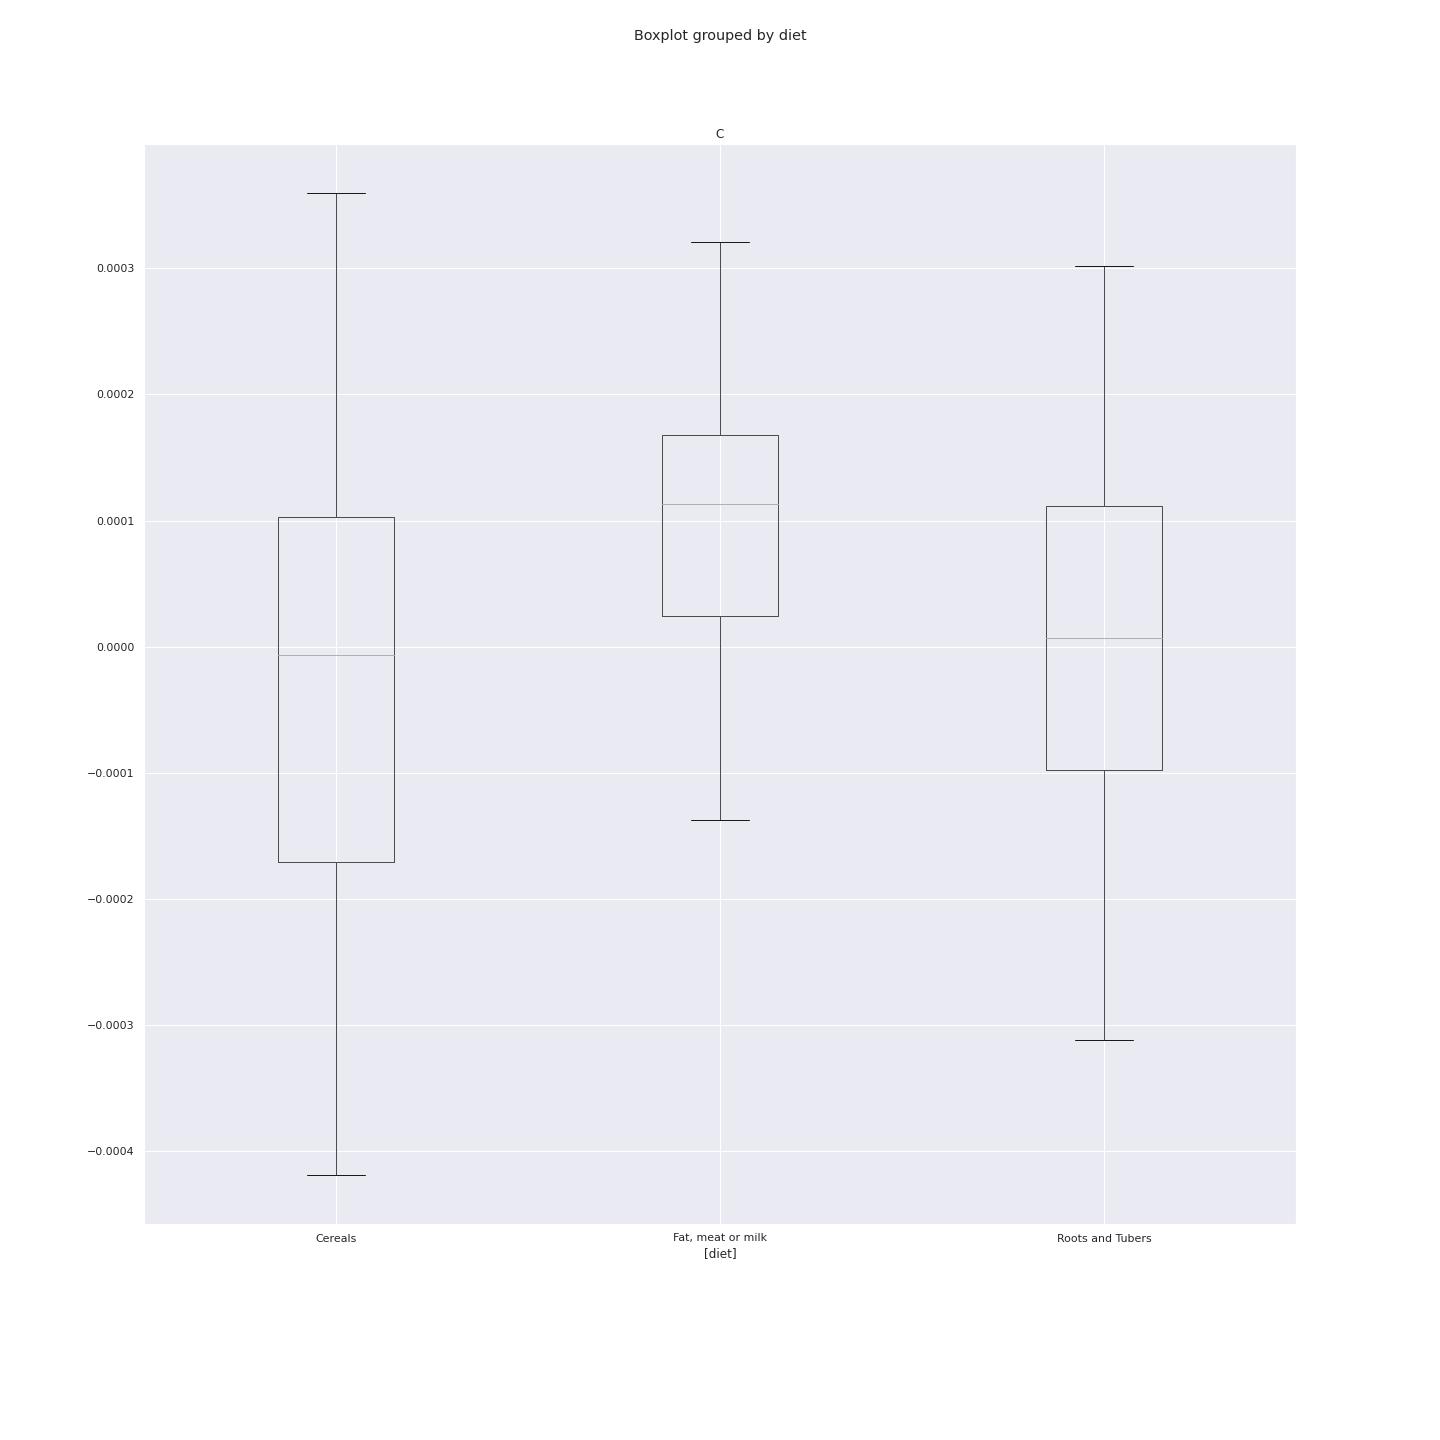 Boxplot grouped by diet
C
0.0003
0.0002
0.0001
0.0000
−0.0001
−0.0002
−0.0003
−0.0004
Cereals
Fat, meat or milk
Roots and Tubers
[diet]